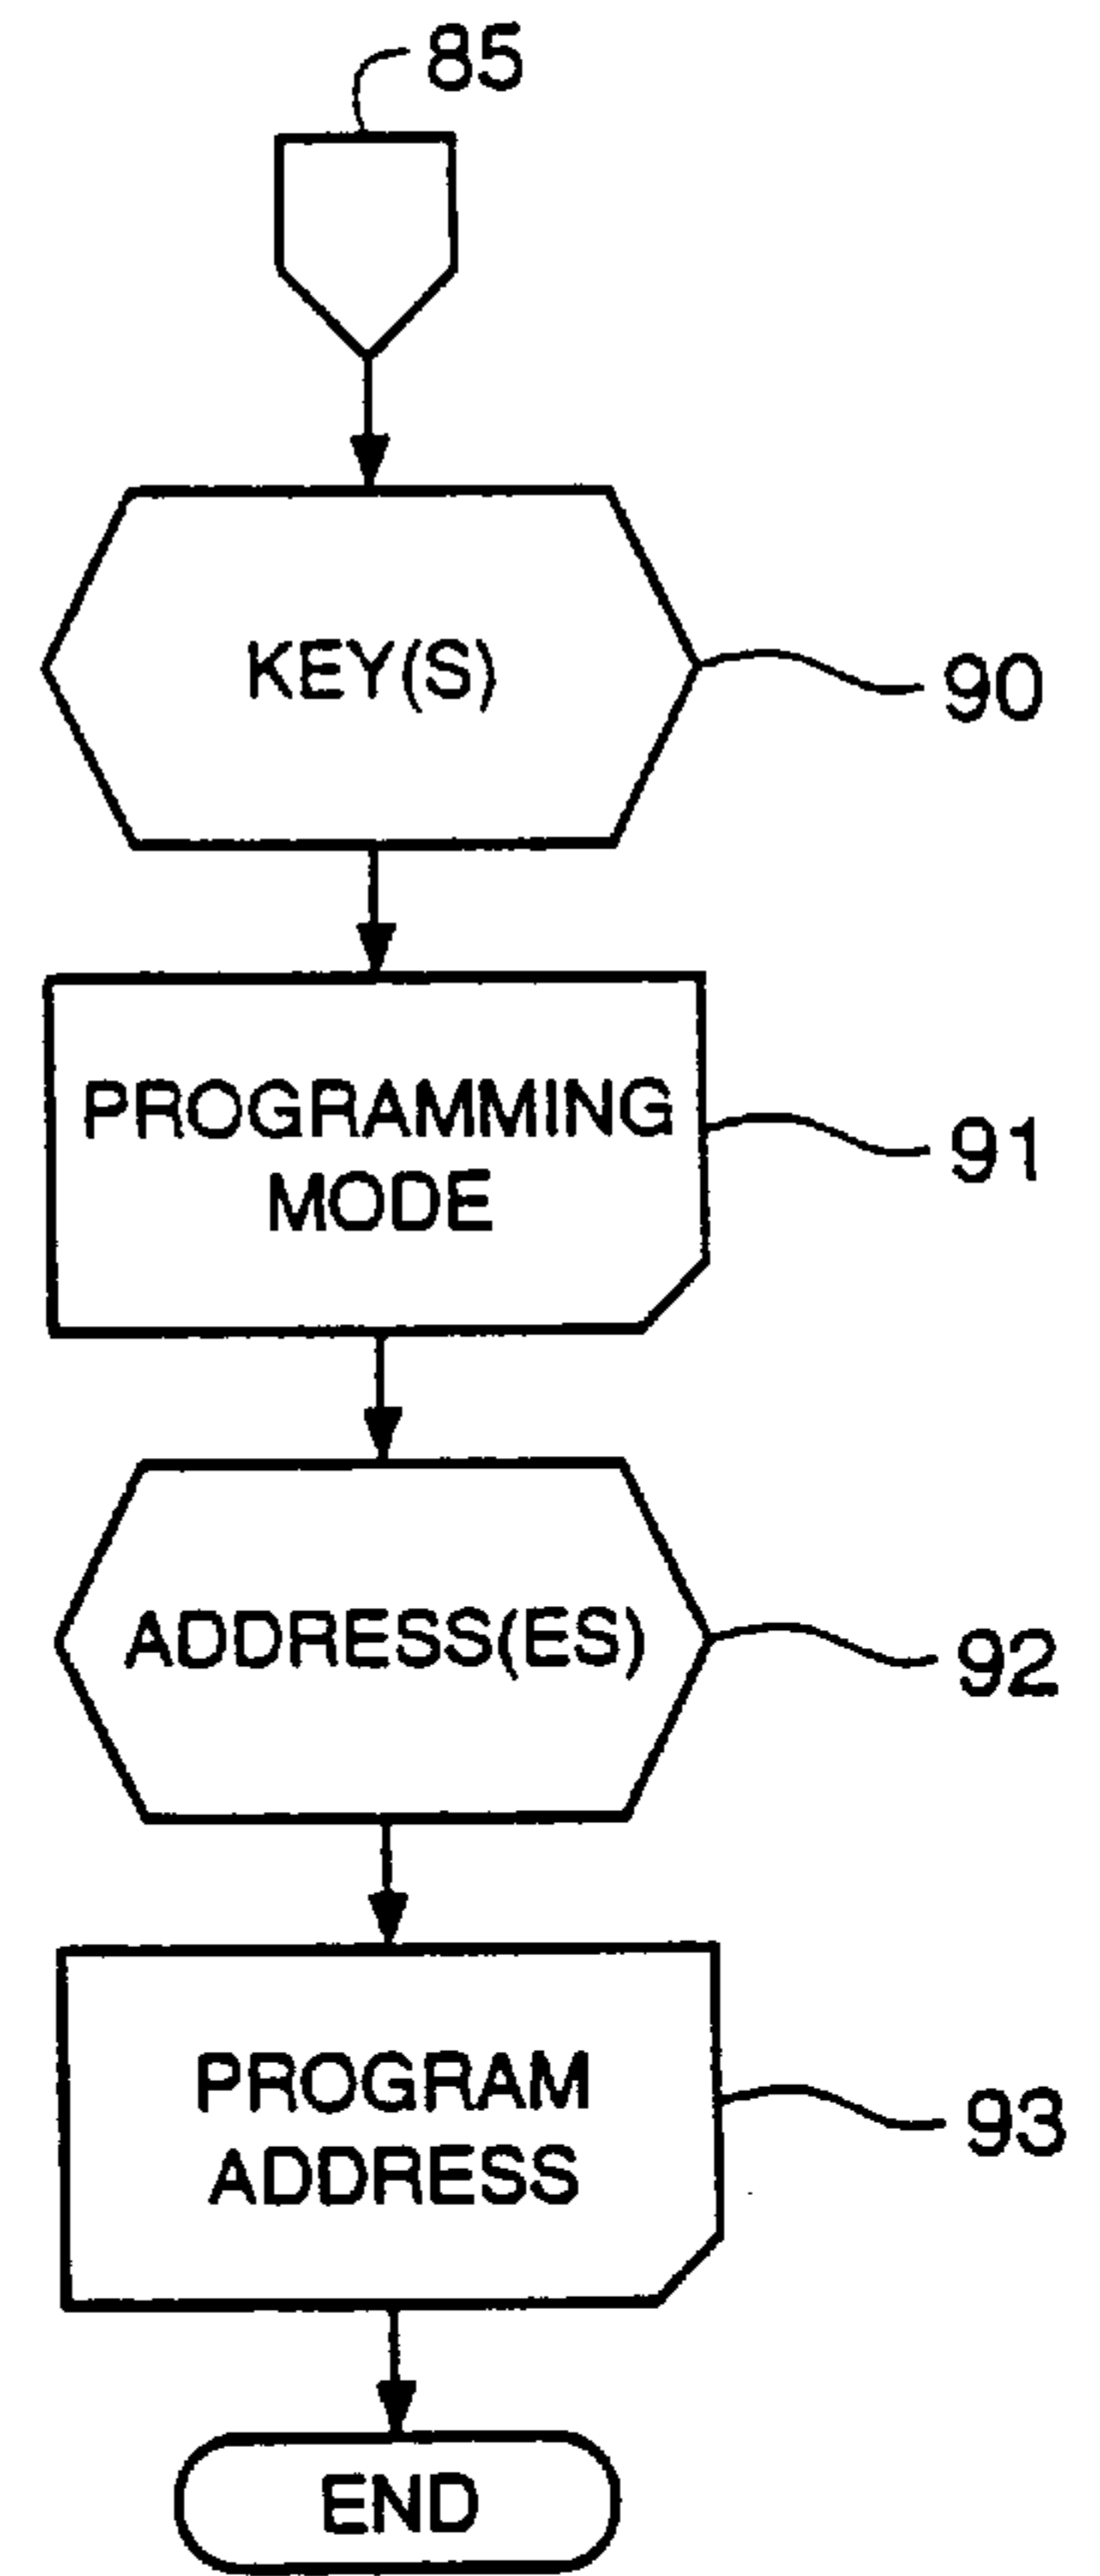 85
KEY(S)
90
PROGRAMMING
MODE
91
ADDRESS(ES)
92
PROGRAM
ADDRESS
93
END